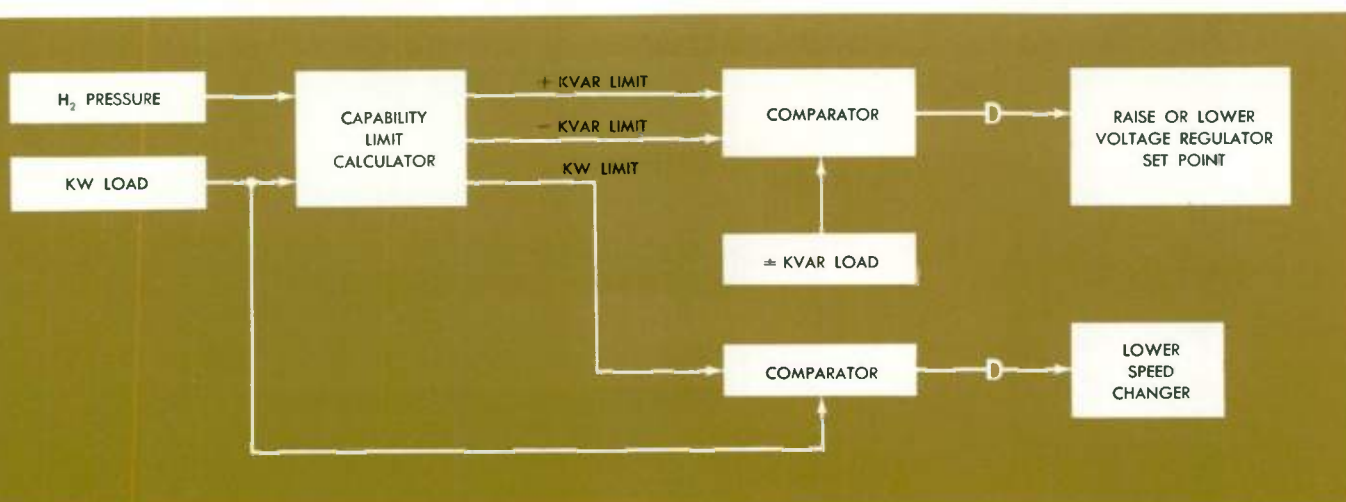 H₂ PRESSURE
KW LOAD
CAPABILITY
LIMIT
CALCULATOR
+ KVAR LIMIT
− KVAR LIMIT
KW LIMIT
COMPARATOR
± KVAR LOAD
COMPARATOR
D
RAISE OR LOWER
VOLTAGE REGULATOR
SET POINT
D
LOWER
SPEED
CHANGER